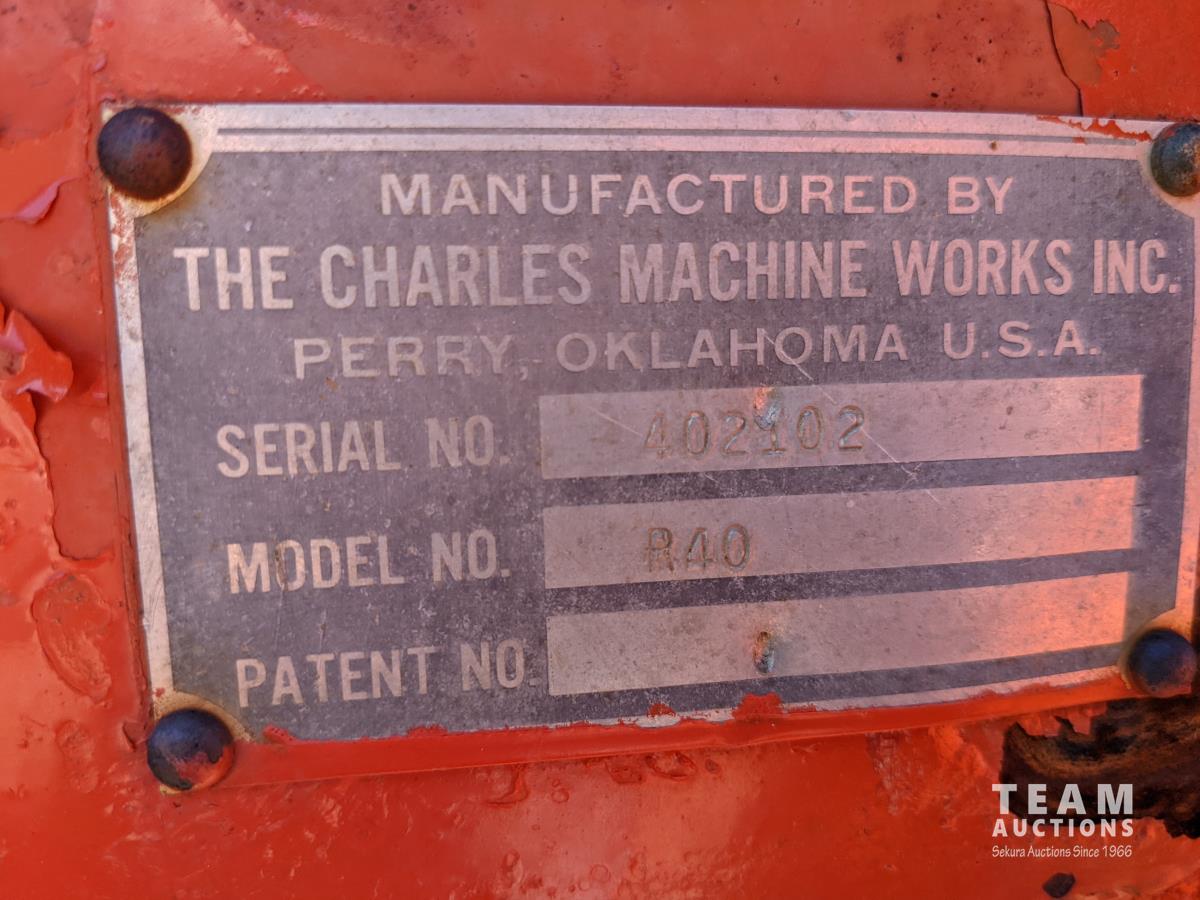 MANUFACTURED BY
THE CHARLES MACHINE WORKS INC.
PERRY, OKLAHOMA U.S.A.
SERIAL NO. 402102
MODEL NO. R40
PATENT NO.
TEAM
AUCTIONS
Sekura Auctions Since 1966